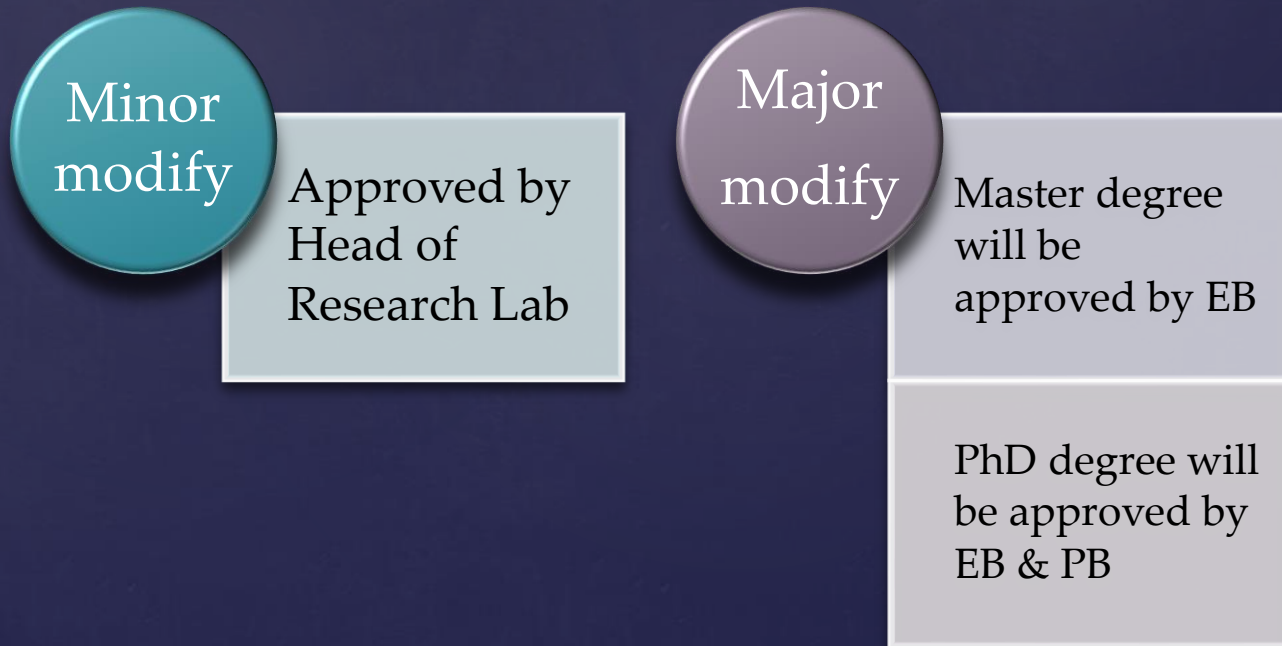 Minor
modify
Approved by
Head of
Research Lab
Major
modify
Master degree
will be
approved by EB
PhD degree will
be approved by
EB & PB